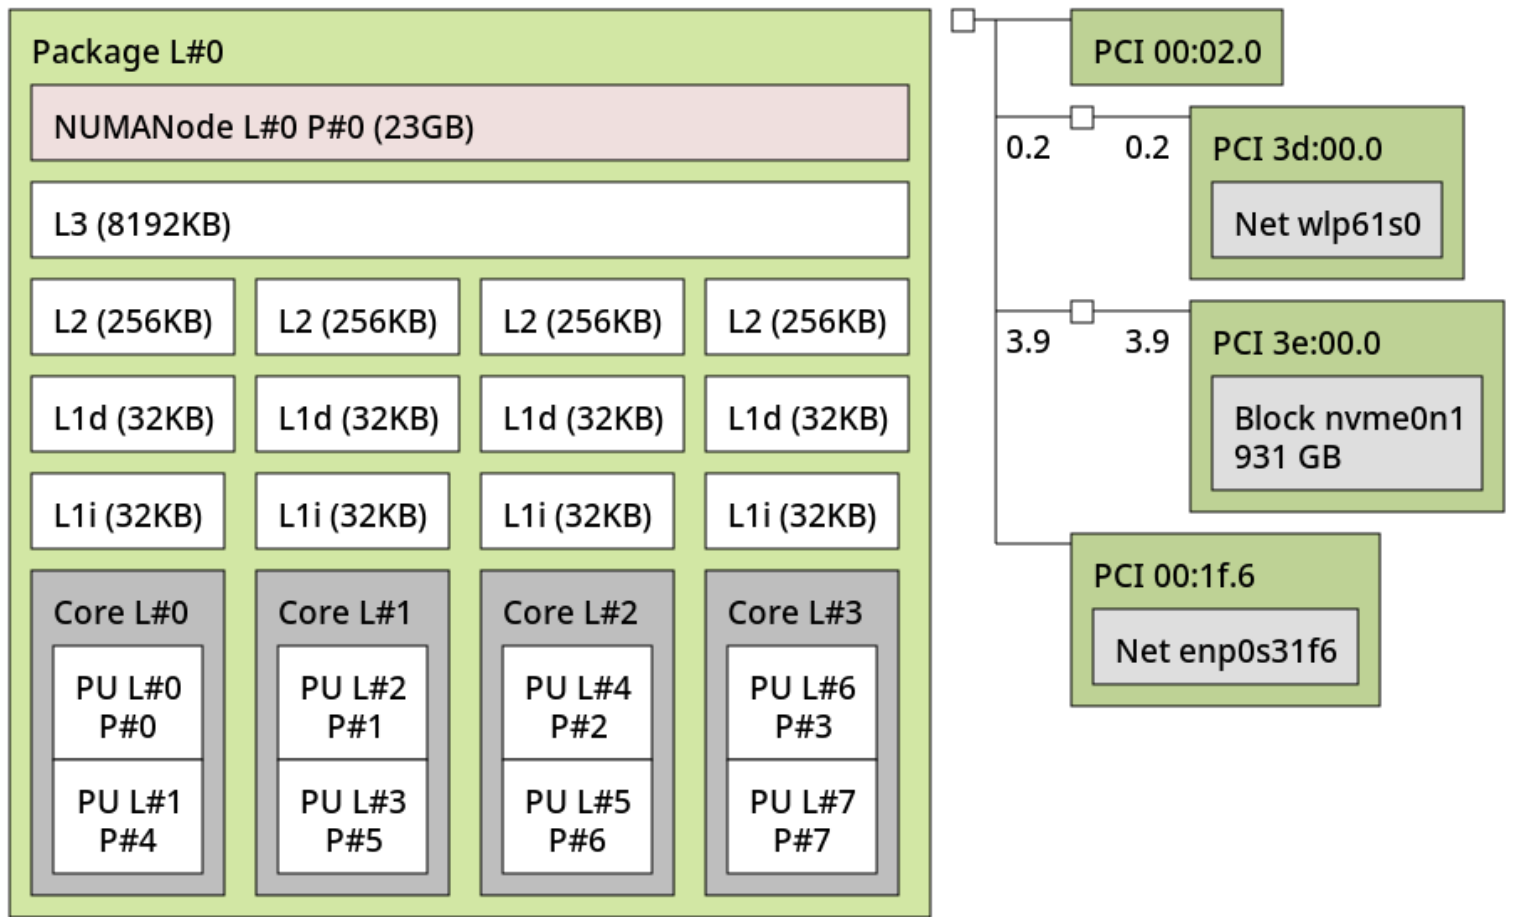 Package L#0
NUMANode L#0 P#0 (23GB)
L3 (8192KB)
L2 (256KB) L2 (256KB) L2 (256KB) L2 (256KB)
L1d (32KB) L1d (32KB) L1d (32KB) L1d (32KB)
L1i (32KB) L1i (32KB) L1i (32KB) L1i (32KB)
Core L#0
PU L#0
P#0
PU L#1
P#4
Core L#1
PU L#2
P#1
PU L#3
P#5
Core L#2
PU L#4
P#2
PU L#5
P#6
Core L#3
PU L#6
P#3
PU L#7
P#7
PCI 00:02.0
0.2 0.2
PCI 3d:00.0
Net wlp61s0
3.9 3.9
PCI 3e:00.0
Block nvme0n1
931 GB
PCI 00:1f.6
Net enp0s31f6